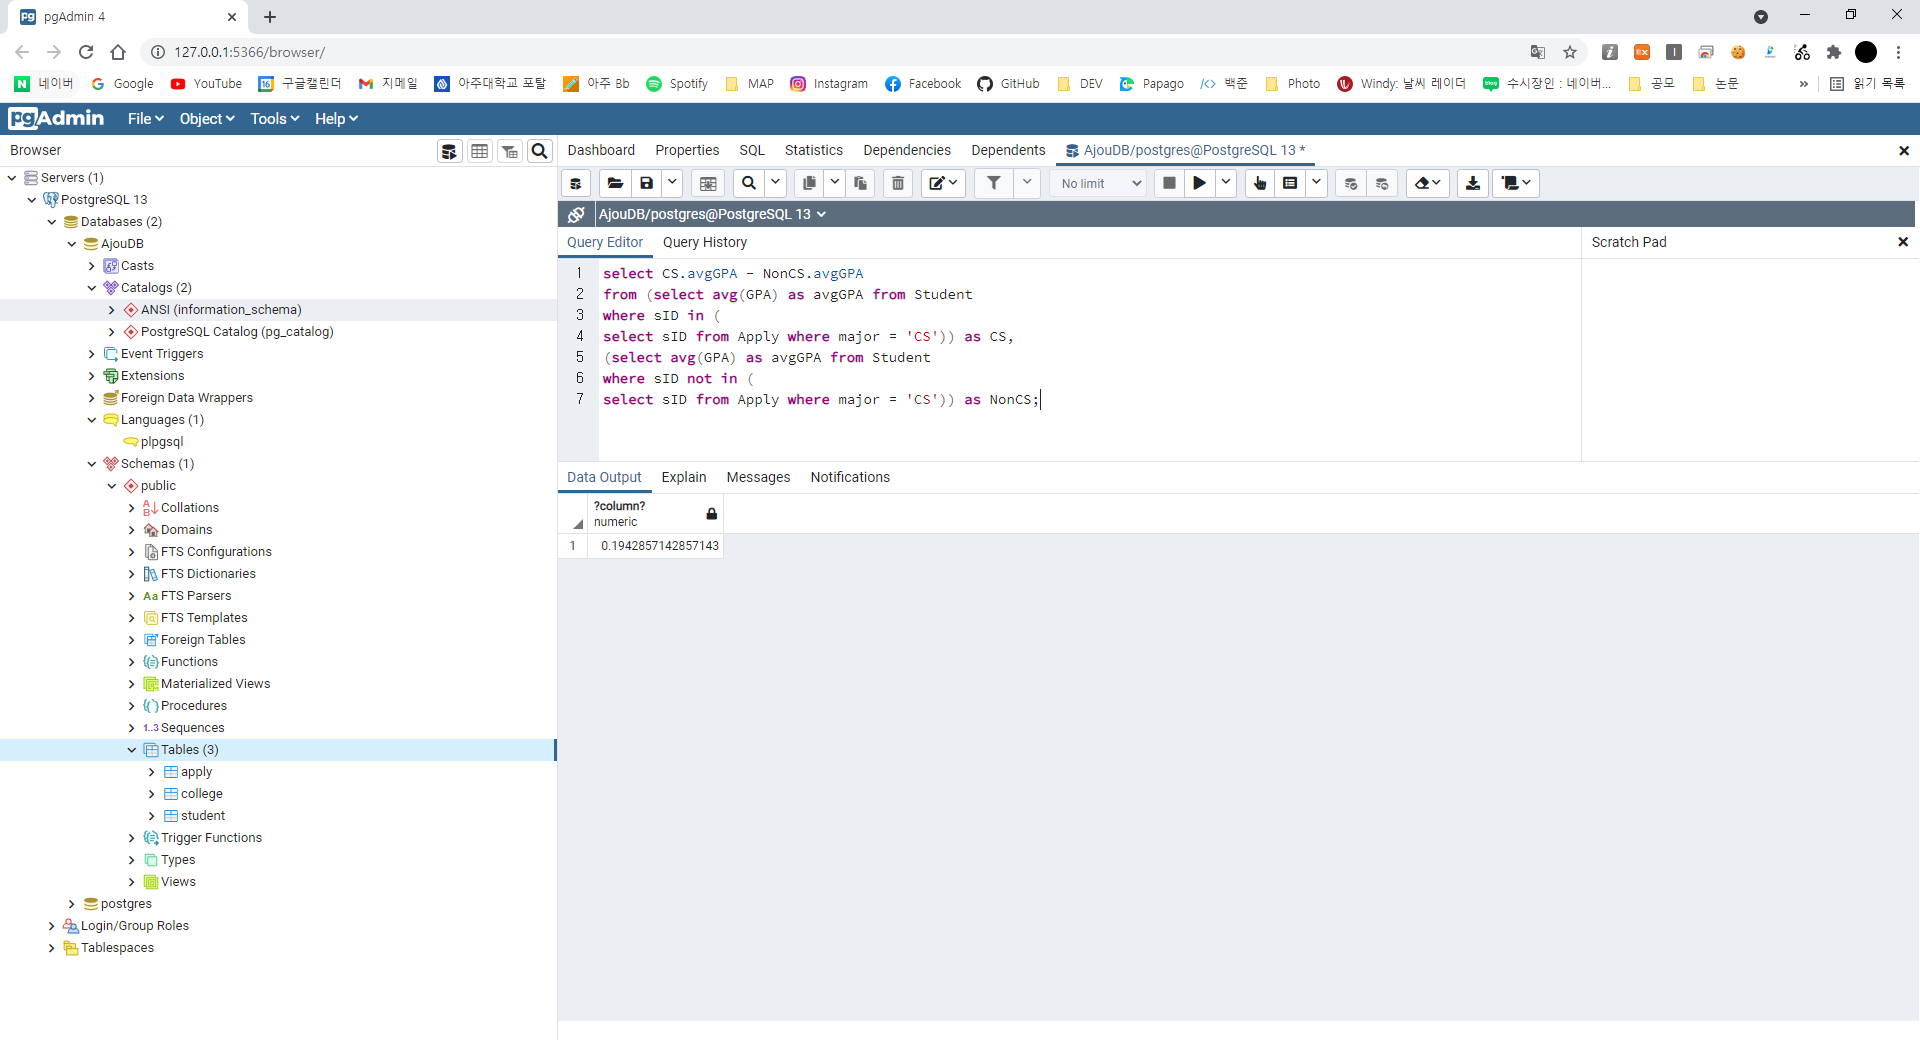 pgAdmin 4
127.0.0.1:5366/browser/
네이버 Google YouTube 구글캘린더 지메일 아주대학교 포탈 아주 Bb Spotify MAP Instagram Facebook GitHub DEV Papago 백준 Photo Windy: 날씨 레이더 수시장인 : 네이버... 공모 논문 » 읽기 목록
pgAdmin File Object Tools Help
Browser
Dashboard Properties SQL Statistics Dependencies Dependents AjouDB/postgres@PostgreSQL 13 *
No limit
AjouDB/postgres@PostgreSQL 13
Query Editor Query History
Scratch Pad
Servers (1)
PostgreSQL 13
Databases (2)
AjouDB
Casts
Catalogs (2)
ANSI (information_schema)
PostgreSQL Catalog (pg_catalog)
Event Triggers
Extensions
Foreign Data Wrappers
Languages (1)
plpgsql
Schemas (1)
public
Collations
Domains
FTS Configurations
FTS Dictionaries
Aa FTS Parsers
FTS Templates
Foreign Tables
Functions
Materialized Views
Procedures
1..3 Sequences
Tables (3)
apply
college
student
Trigger Functions
Types
Views
postgres
Login/Group Roles
Tablespaces
1 select CS.avgGPA - NonCS.avgGPA
2 from (select avg(GPA) as avgGPA from Student
3 where sID in (
4 select sID from Apply where major = 'CS')) as CS,
5 (select avg(GPA) as avgGPA from Student
6 where sID not in (
7 select sID from Apply where major = 'CS')) as NonCS;
Data Output Explain Messages Notifications
?column?
numeric
1 0.1942857142857143